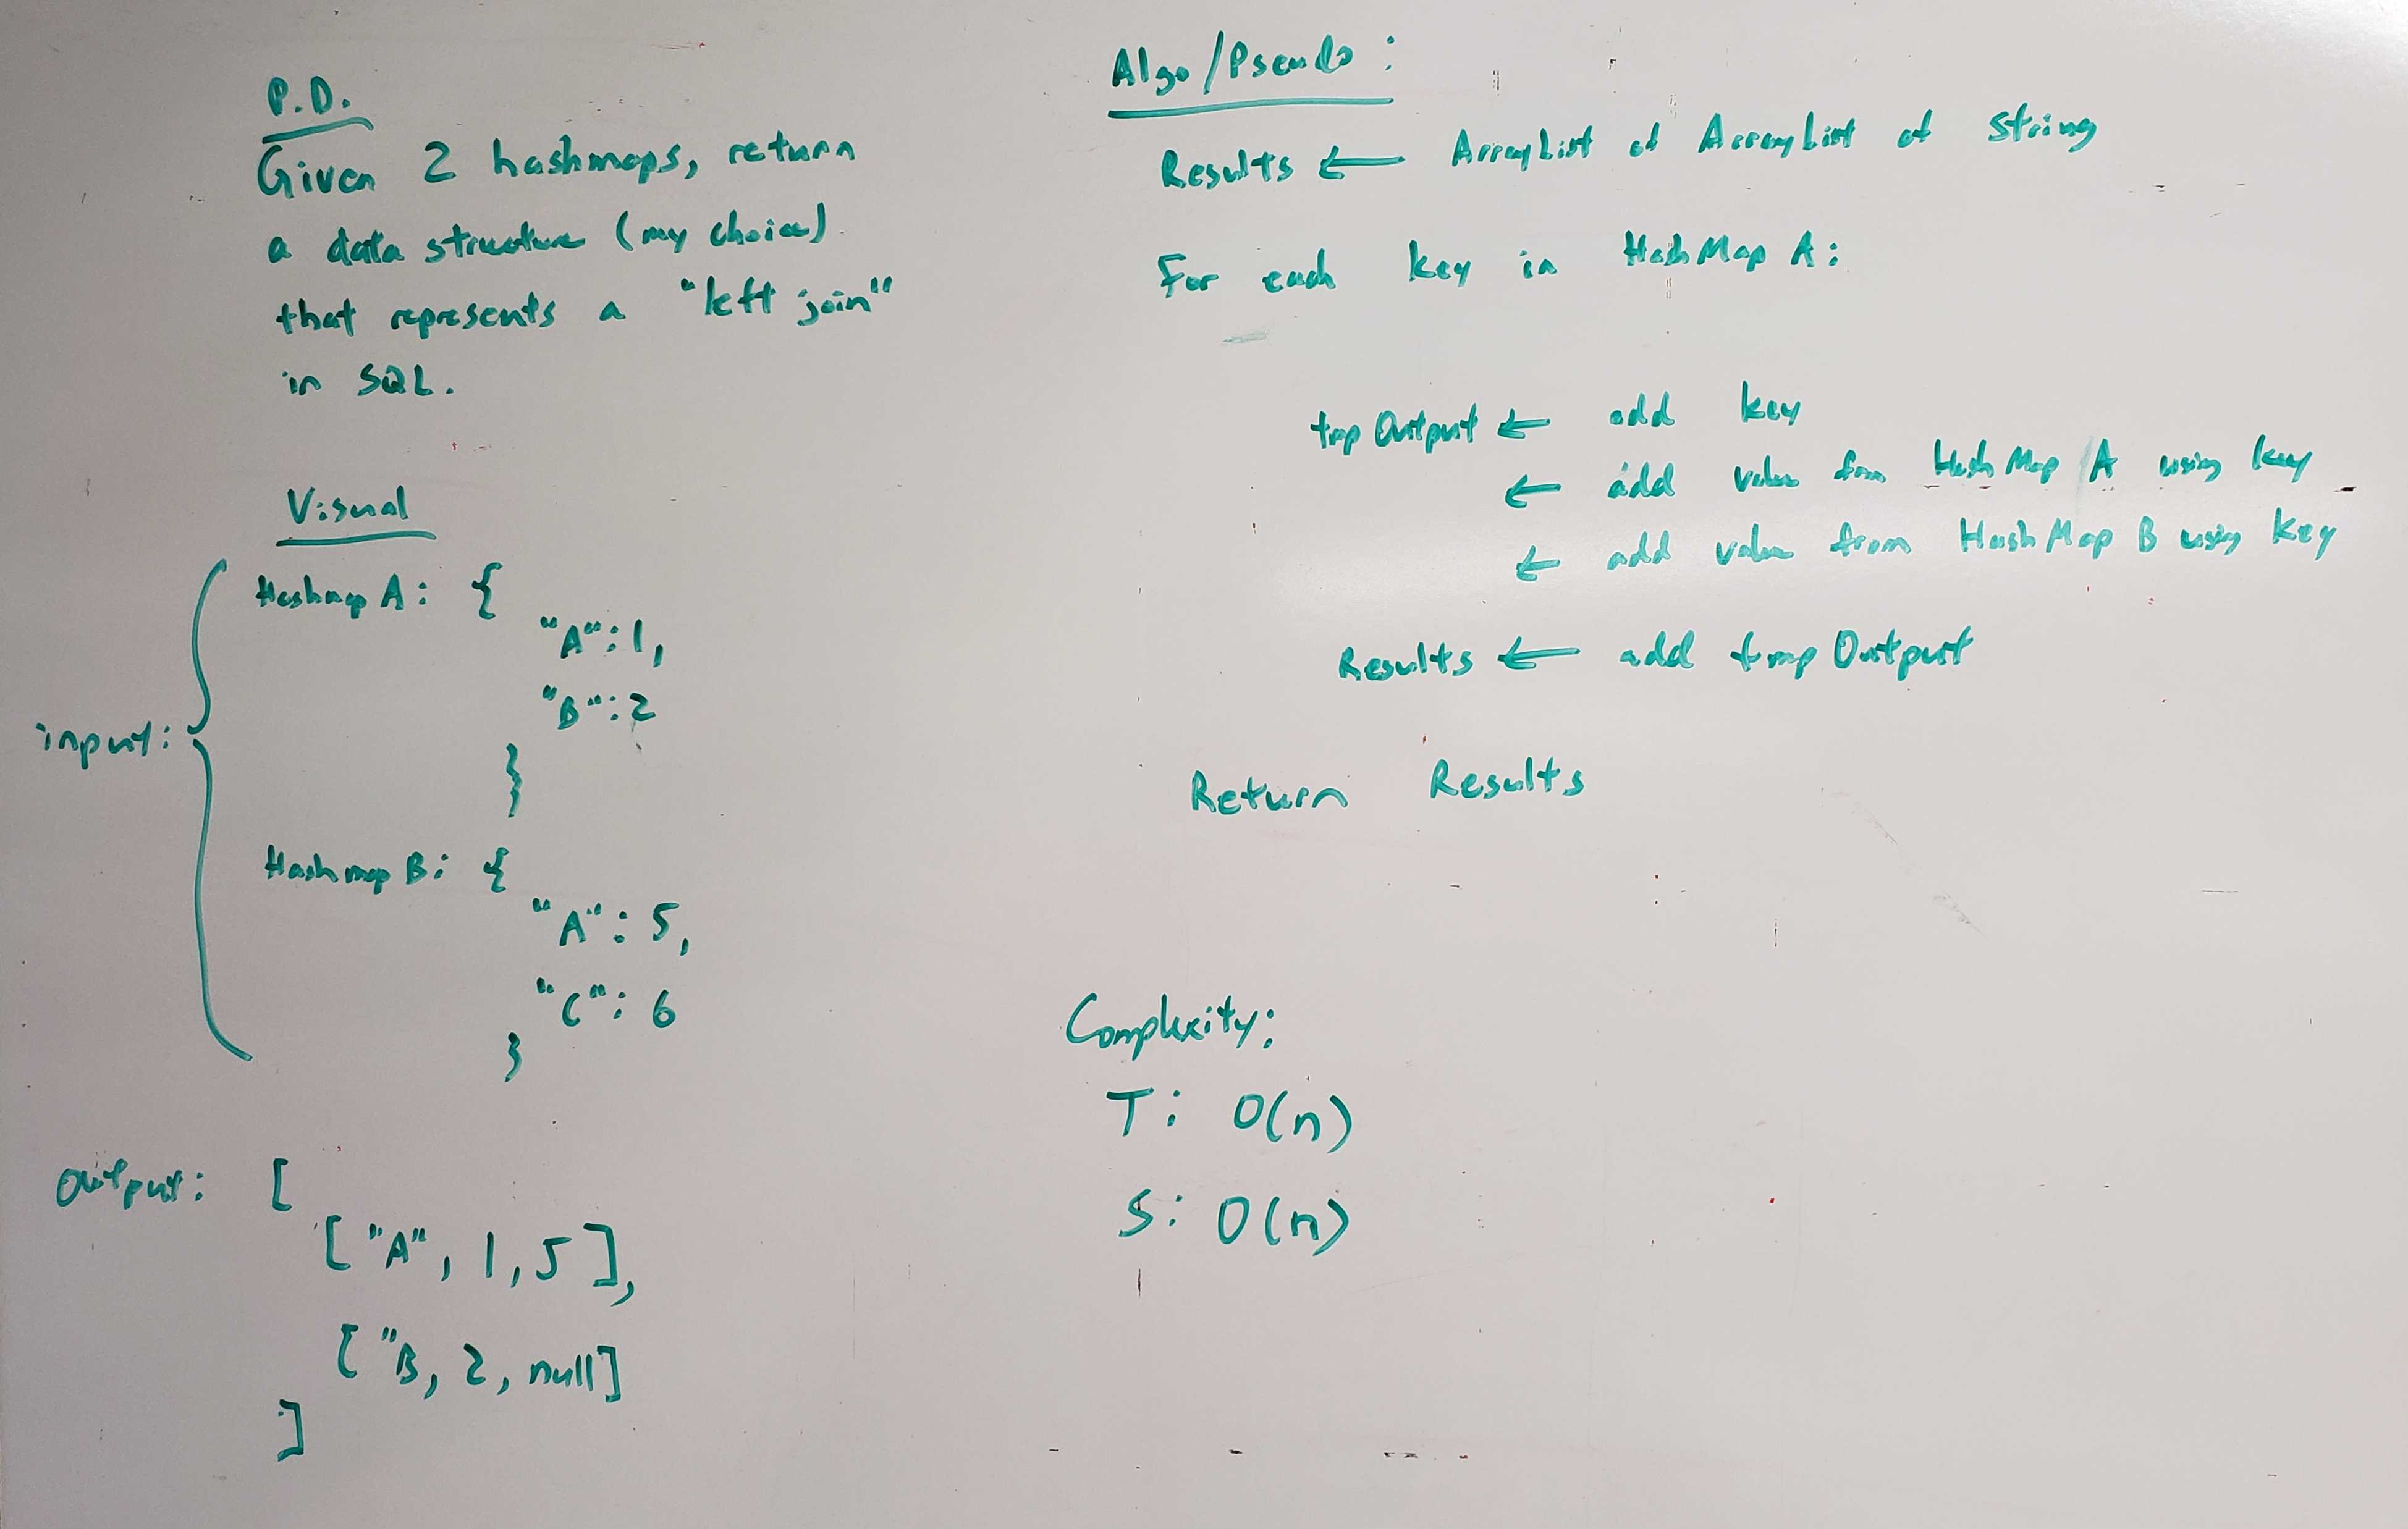 P.D.
Given 2 hashmaps, return
a data structure (my choice)
that represents a "left join"
in SQL.
Visual
input:
Hashmap A: {
"A": 1,
"B": 2
}
Hashmap B: {
"A": 5,
"C": 6
}
Output: [
["A", 1, 5],
["B, 2, null]
]
Algo/Pseudo:
Results ← ArrayList of ArrayList of String
For each key in HashMap A:
tmpOutput ← add key
← add value from HashMap A using key
← add value from HashMap B using key
Results ← add tmpOutput
Return Results
Complexity:
T: O(n)
S: O(n)